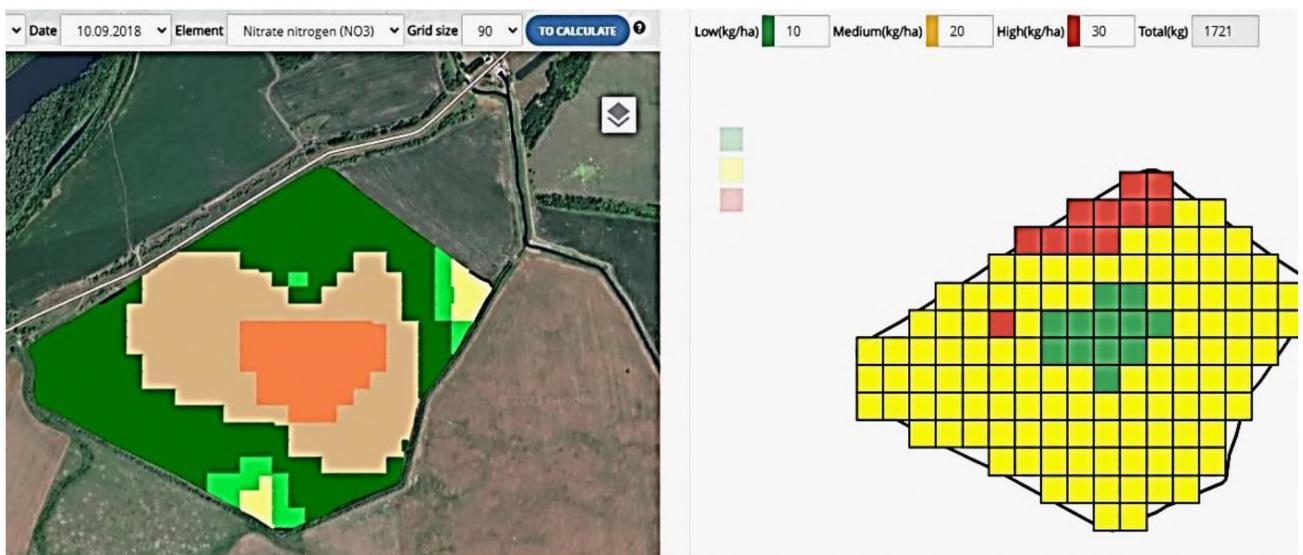 Date 10.09.2018 Element Nitrate nitrogen (NO3) Grid size 90 TO CALCULATE ?
Low(kg/ha) 10 Medium(kg/ha) 20 High(kg/ha) 30 Total(kg) 1721